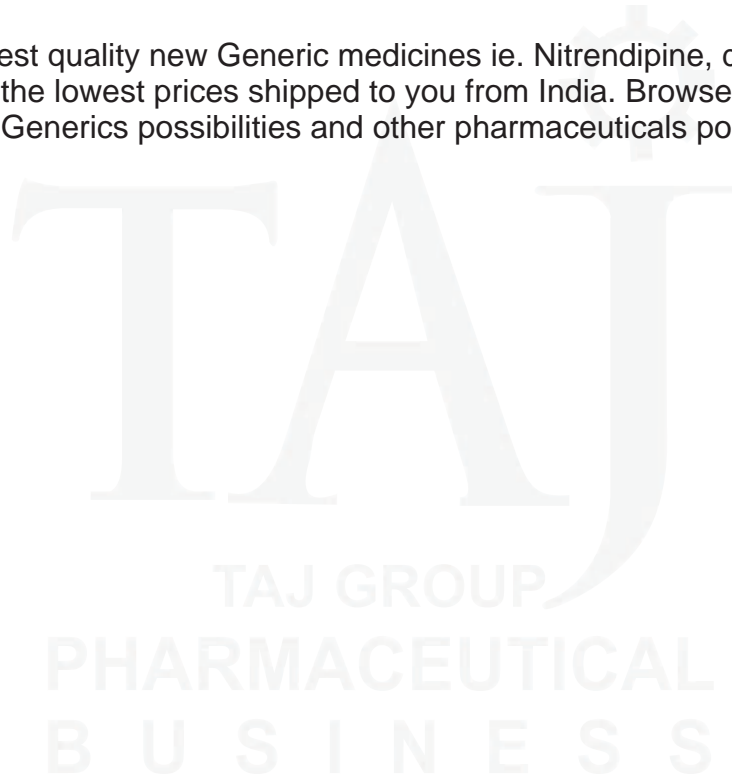 est quality new Generic medicines ie. Nitrendipine,
the lowest prices shipped to you from India. Browse
Generics possibilities and other pharmaceuticals
TAJ
TAJ GROUP
PHARMACEUTICAL
BUSINESS